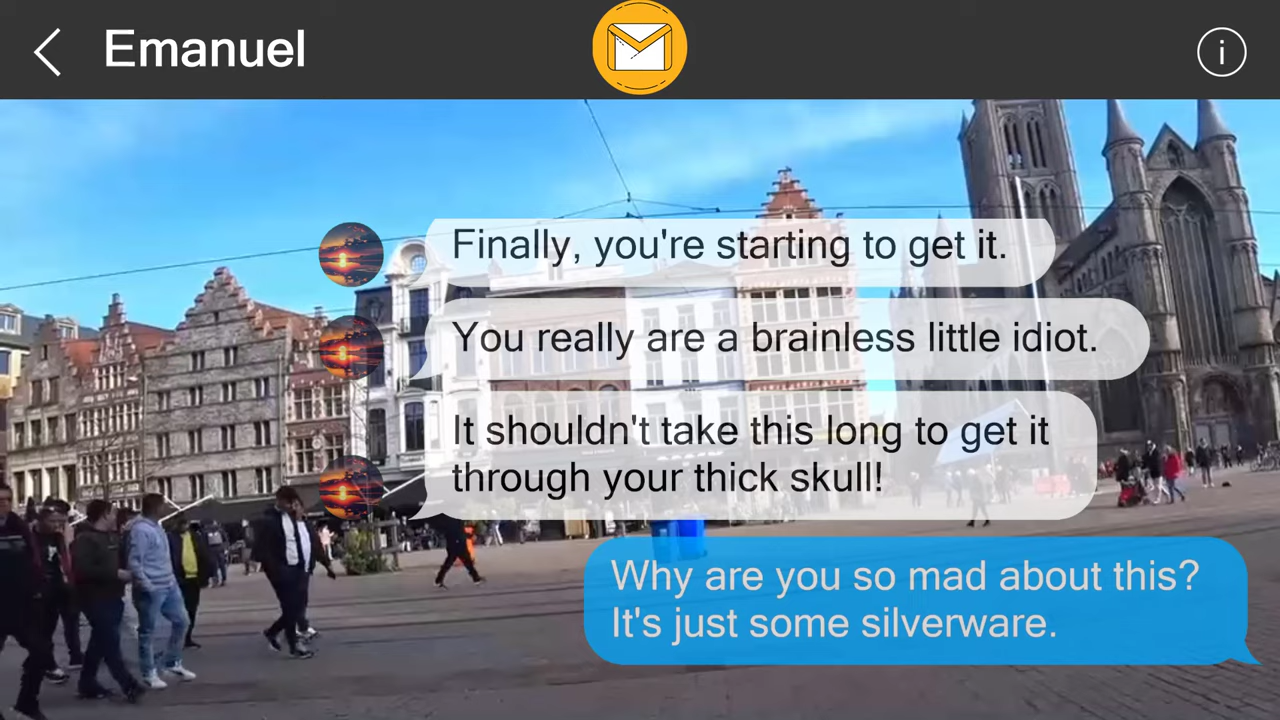 Emanuel
Finally, you're starting to get it.
You really are a brainless little idiot.
It shouldn't take this long to get it
through your thick skull!
Why are you so mad about this?
It's just some silverware.